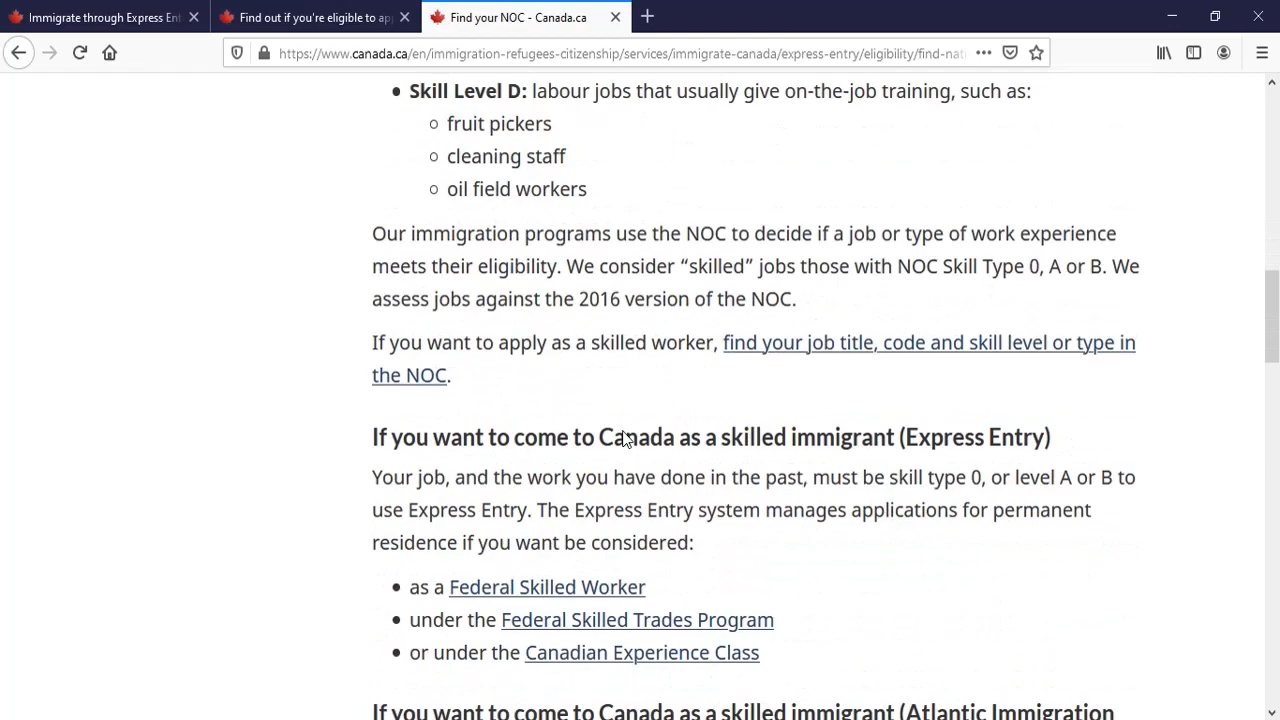 Immigrate through Express Ent
Find out if you're eligible to ap
Find your NOC - Canada.ca
https://www.canada.ca/en/immigration-refugees-citizenship/services/immigrate-canada/express-entry/eligibility/find-nati
Skill Level D: labour jobs that usually give on-the-job training, such as:
fruit pickers
cleaning staff
oil field workers
Our immigration programs use the NOC to decide if a job or type of work experience
meets their eligibility. We consider “skilled” jobs those with NOC Skill Type 0, A or B. We
assess jobs against the 2016 version of the NOC.
If you want to apply as a skilled worker, find your job title, code and skill level or type in
the NOC.
If you want to come to Canada as a skilled immigrant (Express Entry)
Your job, and the work you have done in the past, must be skill type 0, or level A or B to
use Express Entry. The Express Entry system manages applications for permanent
residence if you want be considered:
as a Federal Skilled Worker
under the Federal Skilled Trades Program
or under the Canadian Experience Class
If you want to come to Canada as a skilled immigrant (Atlantic Immigration